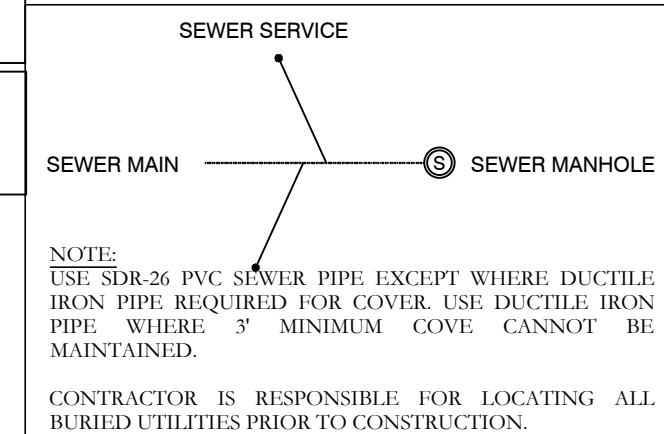 SEWER SERVICE
SEWER MAIN
S
SEWER MANHOLE
NOTE:
USE SDR-26 PVC SEWER PIPE EXCEPT WHERE DUCTILE
IRON PIPE REQUIRED FOR COVER. USE DUCTILE IRON
PIPE WHERE 3' MINIMUM COVE CANNOT BE
MAINTAINED.
CONTRACTOR IS RESPONSIBLE FOR LOCATING ALL
BURIED UTILITIES PRIOR TO CONSTRUCTION.